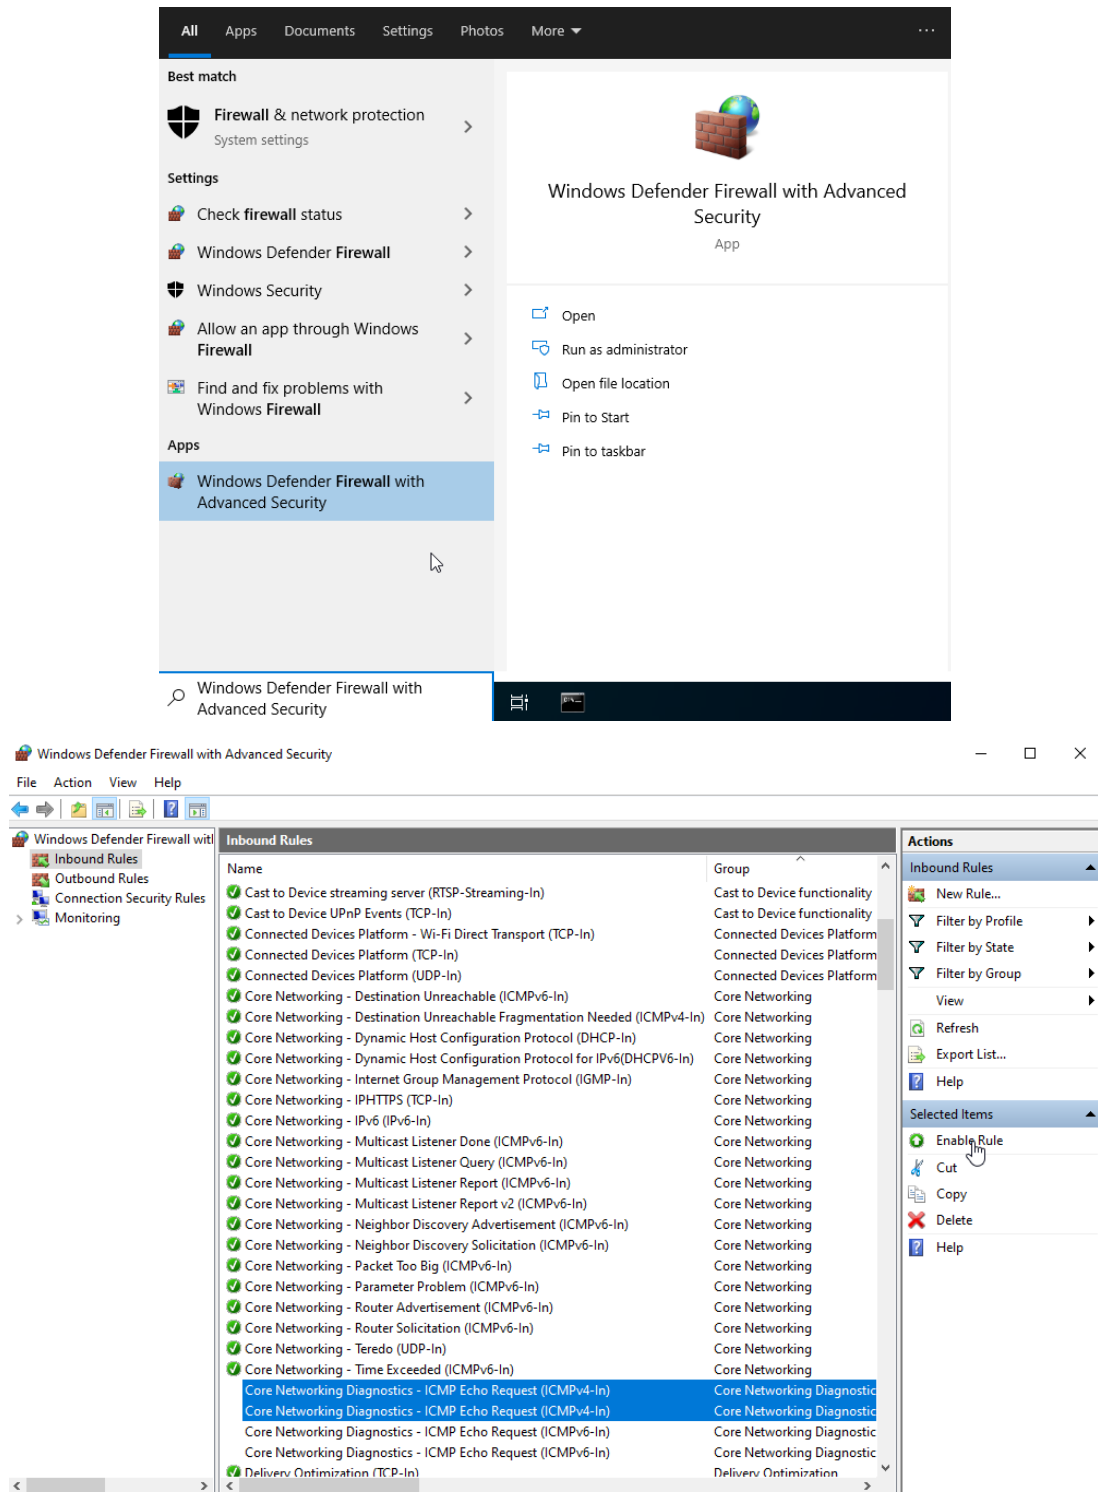 All Apps Documents Settings Photos More ...
Best match
Firewall & network protection
System settings
Settings
Check firewall status
Windows Defender Firewall
Windows Security
Allow an app through Windows
Firewall
Find and fix problems with
Windows Firewall
Apps
Windows Defender Firewall with
Advanced Security
Windows Defender Firewall with
Advanced Security
Windows Defender Firewall with Advanced
Security
App
Open
Run as administrator
Open file location
Pin to Start
Pin to taskbar
Windows Defender Firewall with Advanced Security
File Action View Help
Windows Defender Firewall witl
Inbound Rules
Outbound Rules
Connection Security Rules
Monitoring
Inbound Rules
Name Group
Cast to Device streaming server (RTSP-Streaming-In) Cast to Device functionality
Cast to Device UPnP Events (TCP-In) Cast to Device functionality
Connected Devices Platform - Wi-Fi Direct Transport (TCP-In) Connected Devices Platform
Connected Devices Platform (TCP-In) Connected Devices Platform
Connected Devices Platform (UDP-In) Connected Devices Platform
Core Networking - Destination Unreachable (ICMPv6-In) Core Networking
Core Networking - Destination Unreachable Fragmentation Needed (ICMPv4-In) Core Networking
Core Networking - Dynamic Host Configuration Protocol (DHCP-In) Core Networking
Core Networking - Dynamic Host Configuration Protocol for IPv6(DHCPV6-In) Core Networking
Core Networking - Internet Group Management Protocol (IGMP-In) Core Networking
Core Networking - IPHTTPS (TCP-In) Core Networking
Core Networking - IPv6 (IPv6-In) Core Networking
Core Networking - Multicast Listener Done (ICMPv6-In) Core Networking
Core Networking - Multicast Listener Query (ICMPv6-In) Core Networking
Core Networking - Multicast Listener Report (ICMPv6-In) Core Networking
Core Networking - Multicast Listener Report v2 (ICMPv6-In) Core Networking
Core Networking - Neighbor Discovery Advertisement (ICMPv6-In) Core Networking
Core Networking - Neighbor Discovery Solicitation (ICMPv6-In) Core Networking
Core Networking - Packet Too Big (ICMPv6-In) Core Networking
Core Networking - Parameter Problem (ICMPv6-In) Core Networking
Core Networking - Router Advertisement (ICMPv6-In) Core Networking
Core Networking - Router Solicitation (ICMPv6-In) Core Networking
Core Networking - Teredo (UDP-In) Core Networking
Core Networking - Time Exceeded (ICMPv6-In) Core Networking
Core Networking Diagnostics - ICMP Echo Request (ICMPv4-In) Core Networking Diagnostic
Core Networking Diagnostics - ICMP Echo Request (ICMPv4-In) Core Networking Diagnostic
Core Networking Diagnostics - ICMP Echo Request (ICMPv6-In) Core Networking Diagnostic
Core Networking Diagnostics - ICMP Echo Request (ICMPv6-In) Core Networking Diagnostic
Delivery Optimization (TCP-In) Delivery Optimization
Actions
Inbound Rules
New Rule...
Filter by Profile
Filter by State
Filter by Group
View
Refresh
Export List...
Help
Selected Items
Enable Rule
Cut
Copy
Delete
Help